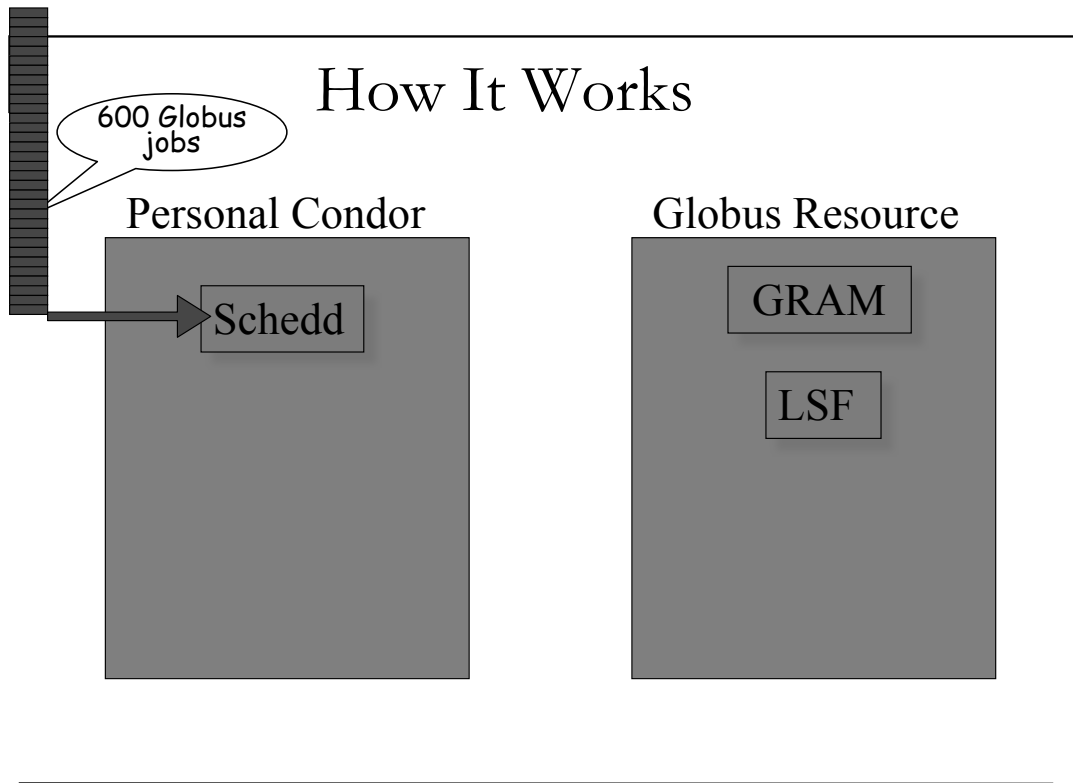 How It Works
600 Globus
jobs
Personal Condor
Globus Resource
Schedd
GRAM
LSF